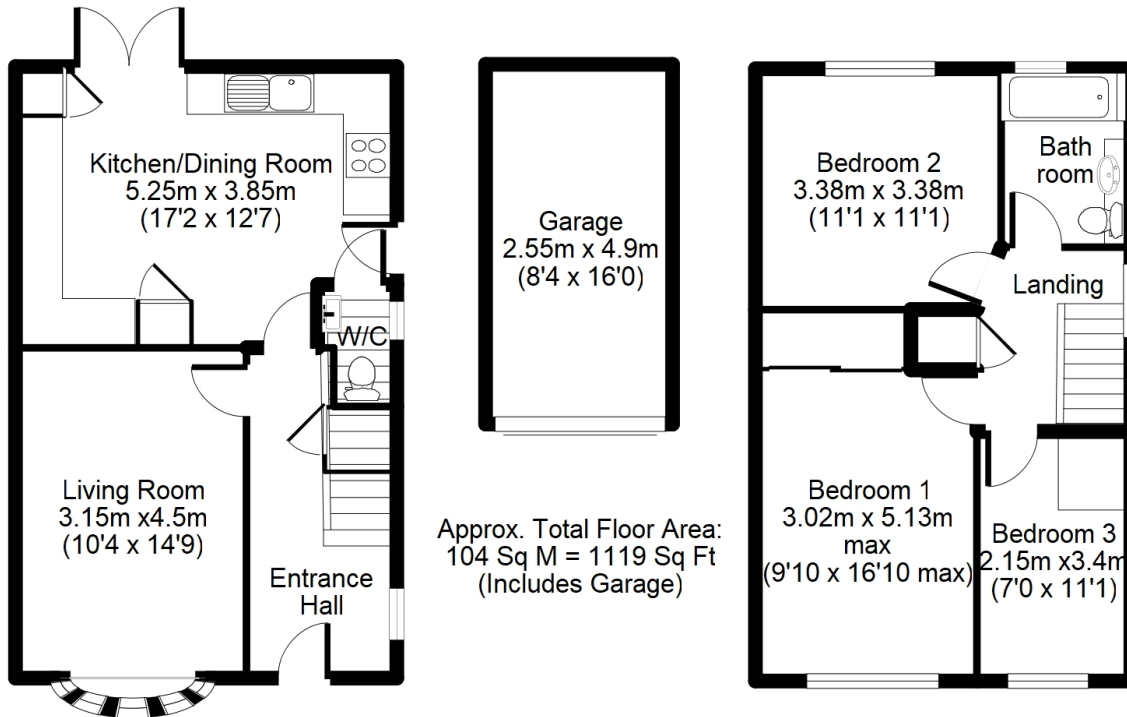 Kitchen/Dining Room
5.25m x 3.85m
(17'2 x 12'7)
W/C
Living Room
3.15m x4.5m
(10'4 x 14'9)
Entrance
Hall
Garage
2.55m x 4.9m
(8'4 x 16'0)
Approx. Total Floor Area:
104 Sq M = 1119 Sq Ft
(Includes Garage)
Bedroom 2
3.38m x 3.38m
(11'1 x 11'1)
Bath
room
Landing
Bedroom 1
3.02m x 5.13m
max
(9'10 x 16'10 max)
Bedroom 3
2.15m x3.4m
(7'0 x 11'1)